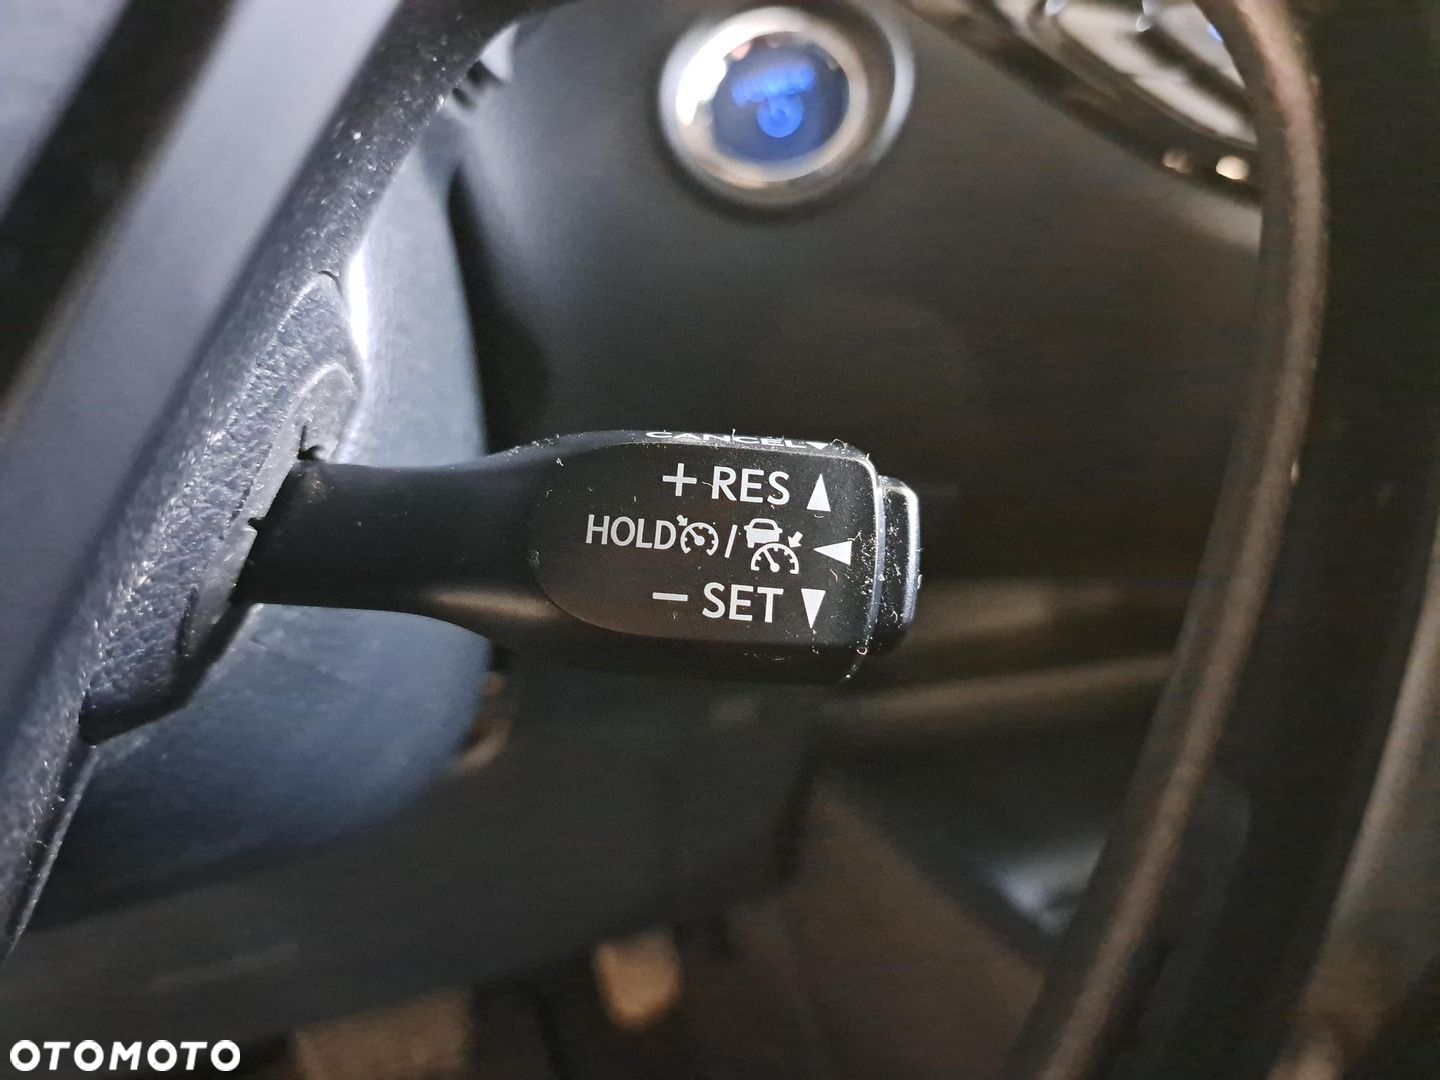 CANCEL
+ RES
HOLD /
− SET
OTOMOTO